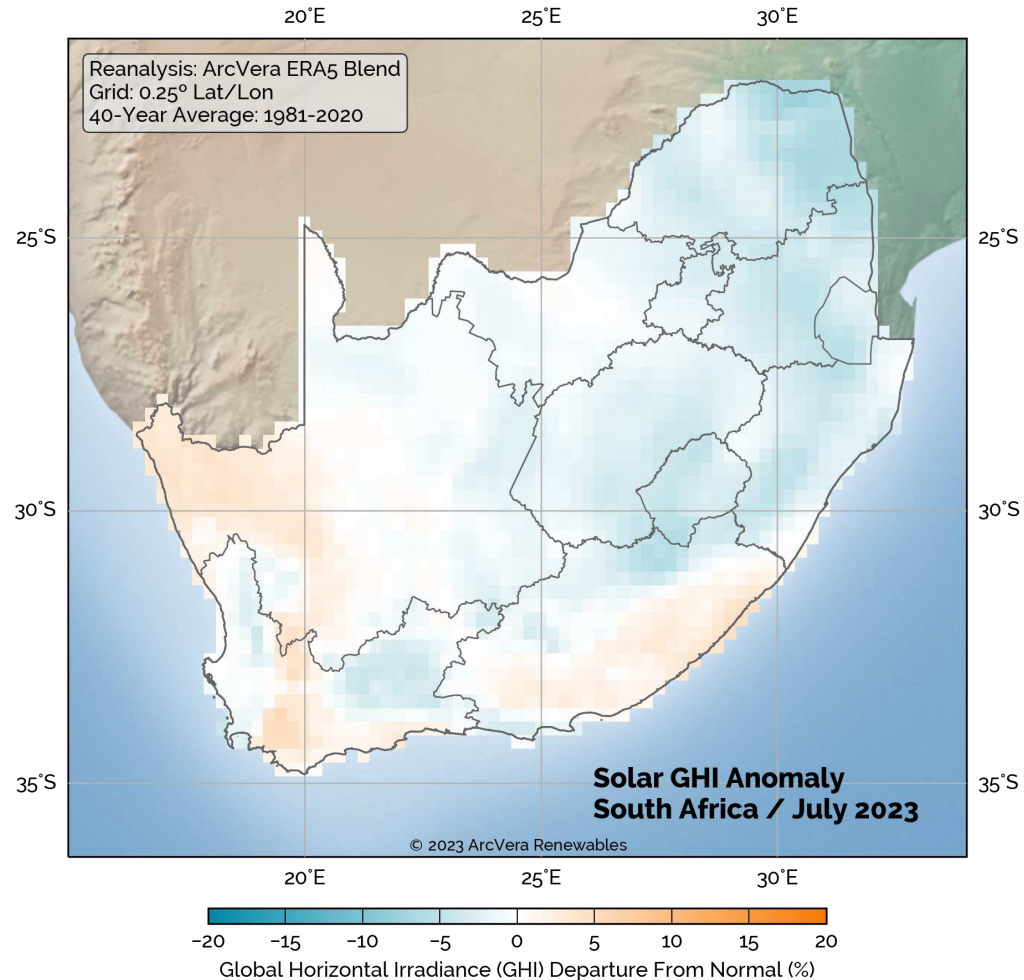 20°E 25°E 30°E
Reanalysis: ArcVera ERA5 Blend
Grid: 0.25º Lat/Lon
40-Year Average: 1981-2020
25°S 25°S
30°S 30°S
35°S 35°S
Solar GHI Anomaly
South Africa / July 2023
© 2023 ArcVera Renewables
20°E 25°E 30°E
−20 −15 −10 −5 0 5 10 15 20
Global Horizontal Irradiance (GHI) Departure From Normal (%)